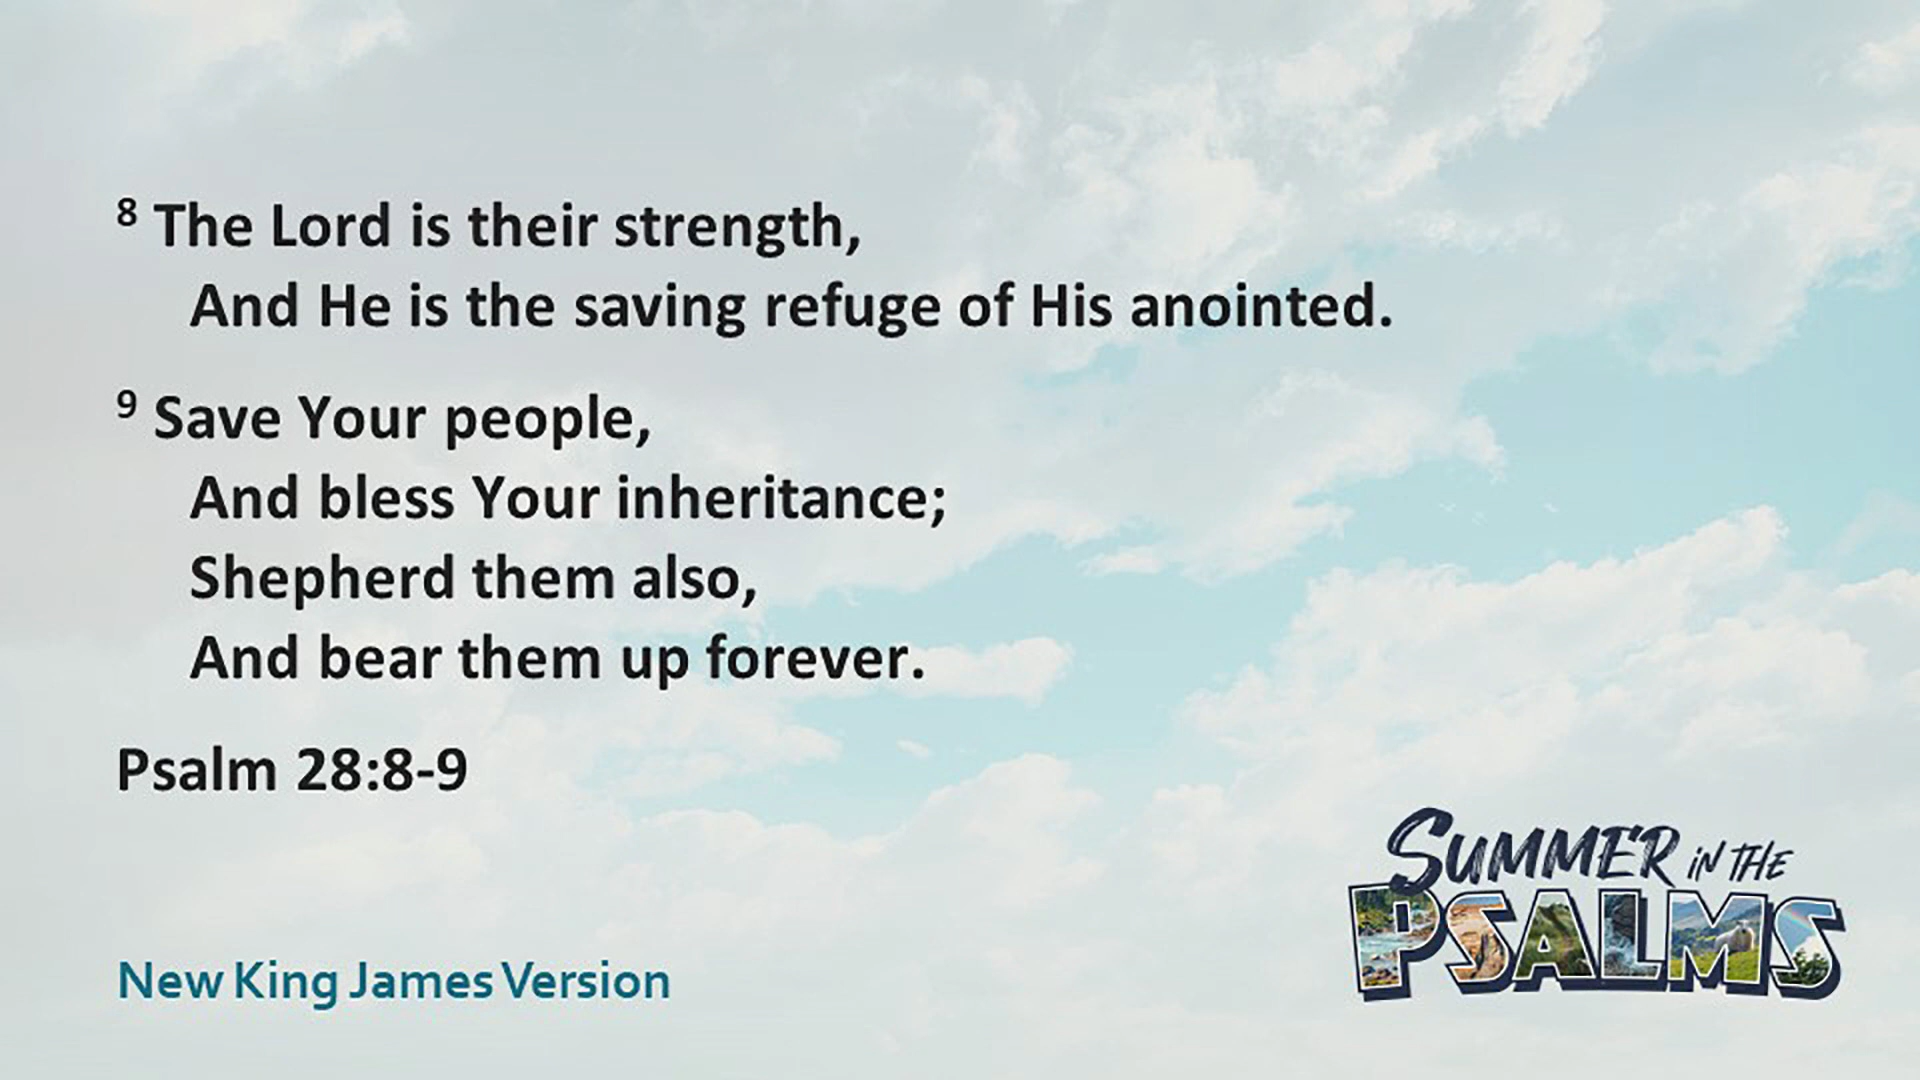 8 The Lord is their strength,
And He is the saving refuge of His anointed.
9 Save Your people,
And bless Your inheritance;
Shepherd them also,
And bear them up forever.
Psalm 28:8-9
SUMMER IN THE
PSALMS
New King James Version